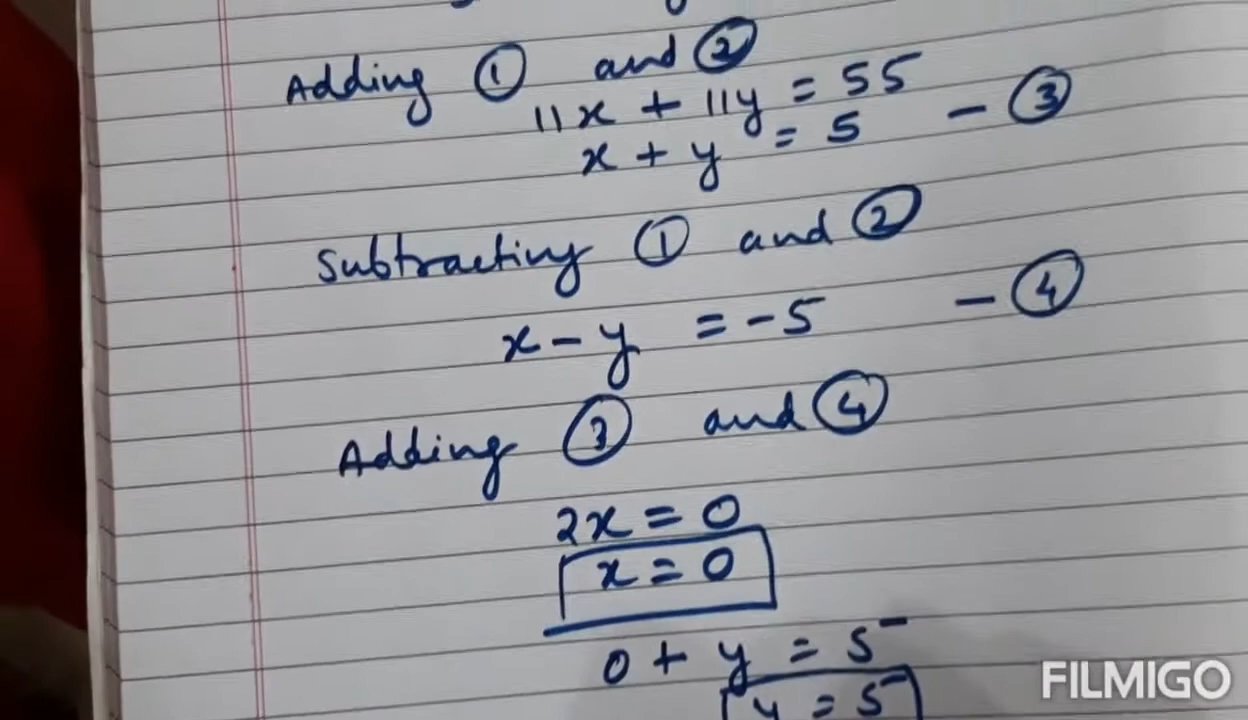 Adding ① and ②
11x + 11y = 55
x + y = 5 - ③
Subtracting ① and ②
x - y = -5 - ④
Adding ③ and ④
2x = 0
x = 0
0 + y = 5
y = 5
FILMIGO